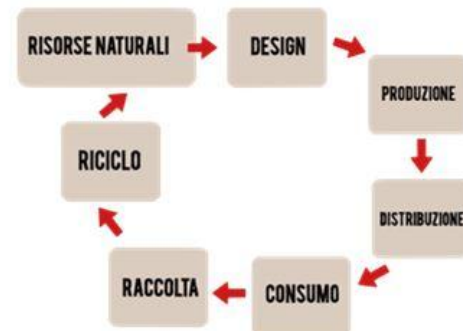 RISORSE NATURALI
DESIGN
PRODUZIONE
DISTRIBUZIONE
CONSUMO
RACCOLTA
RICICLO